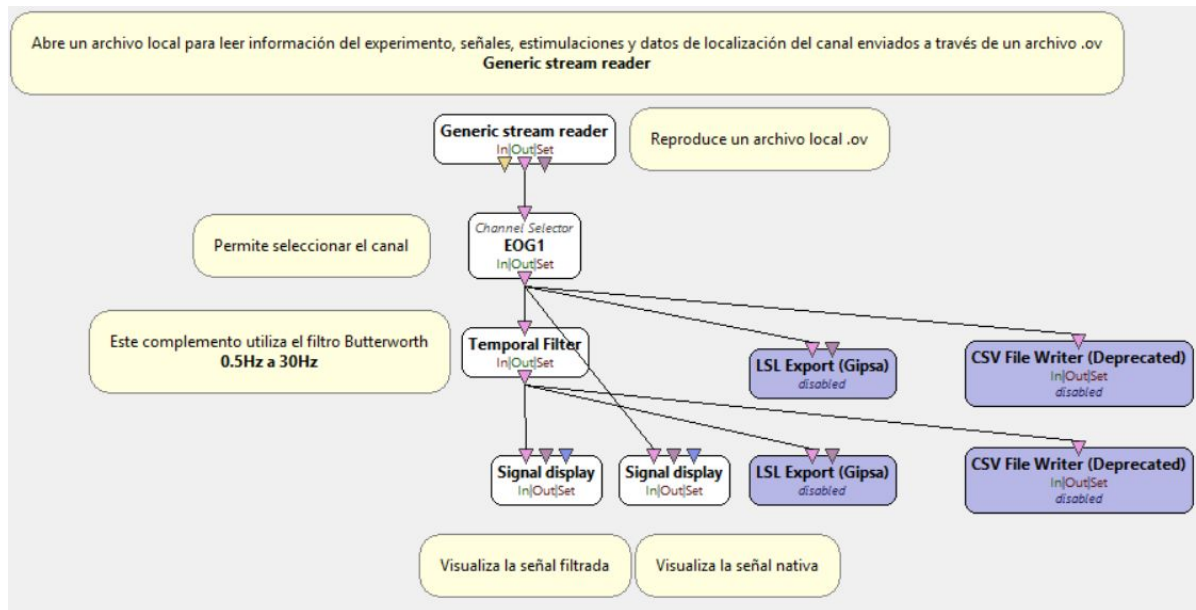 Abre un archivo local para leer información del experimento, señales, estimulaciones y datos de localización del canal enviados a través de un archivo .ov
Generic stream reader
Generic stream reader
In|Out|Set
Reproduce un archivo local .ov
Permite seleccionar el canal
Channel Selector
EOG1
In|Out|Set
Este complemento utiliza el filtro Butterworth
0.5Hz a 30Hz
Temporal Filter
In|Out|Set
LSL Export (Gipsa)
disabled
CSV File Writer (Deprecated)
In|Out|Set
disabled
Signal display
In|Out|Set
Signal display
In|Out|Set
LSL Export (Gipsa)
disabled
CSV File Writer (Deprecated)
In|Out|Set
disabled
Visualiza la señal filtrada
Visualiza la señal nativa